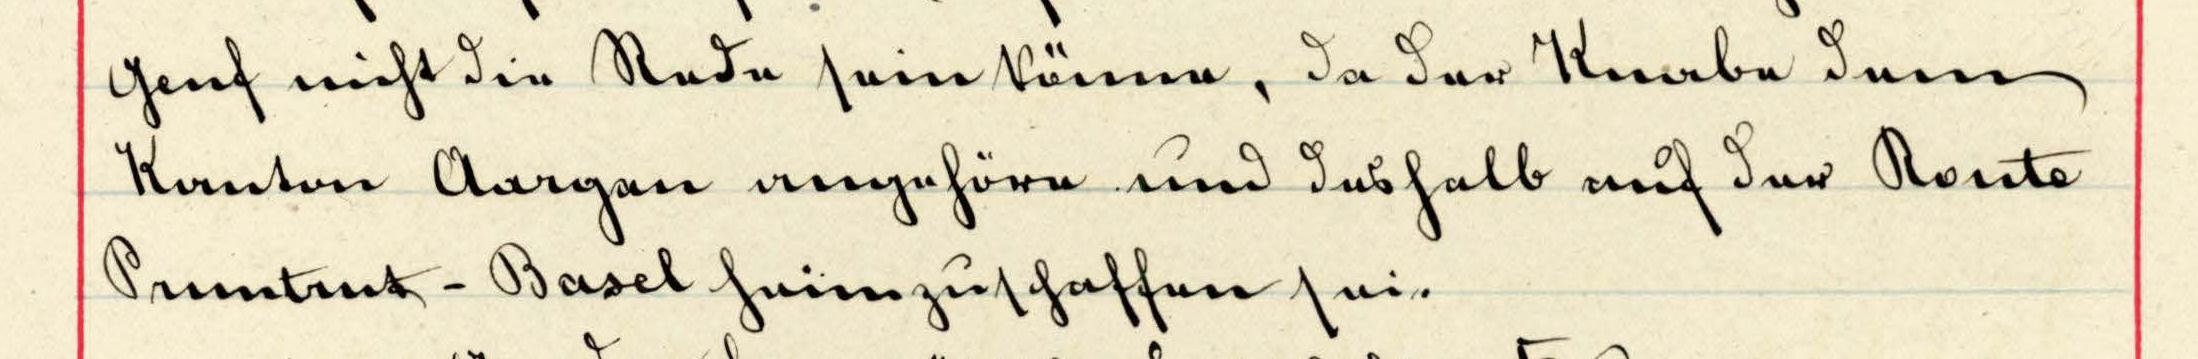 Genf nicht die Rede sein könne, da der Knabe dem
Kanton Aargau angehöre und deshalb auf der Route
Pruntrut - Basel heimzuschaffen sei.